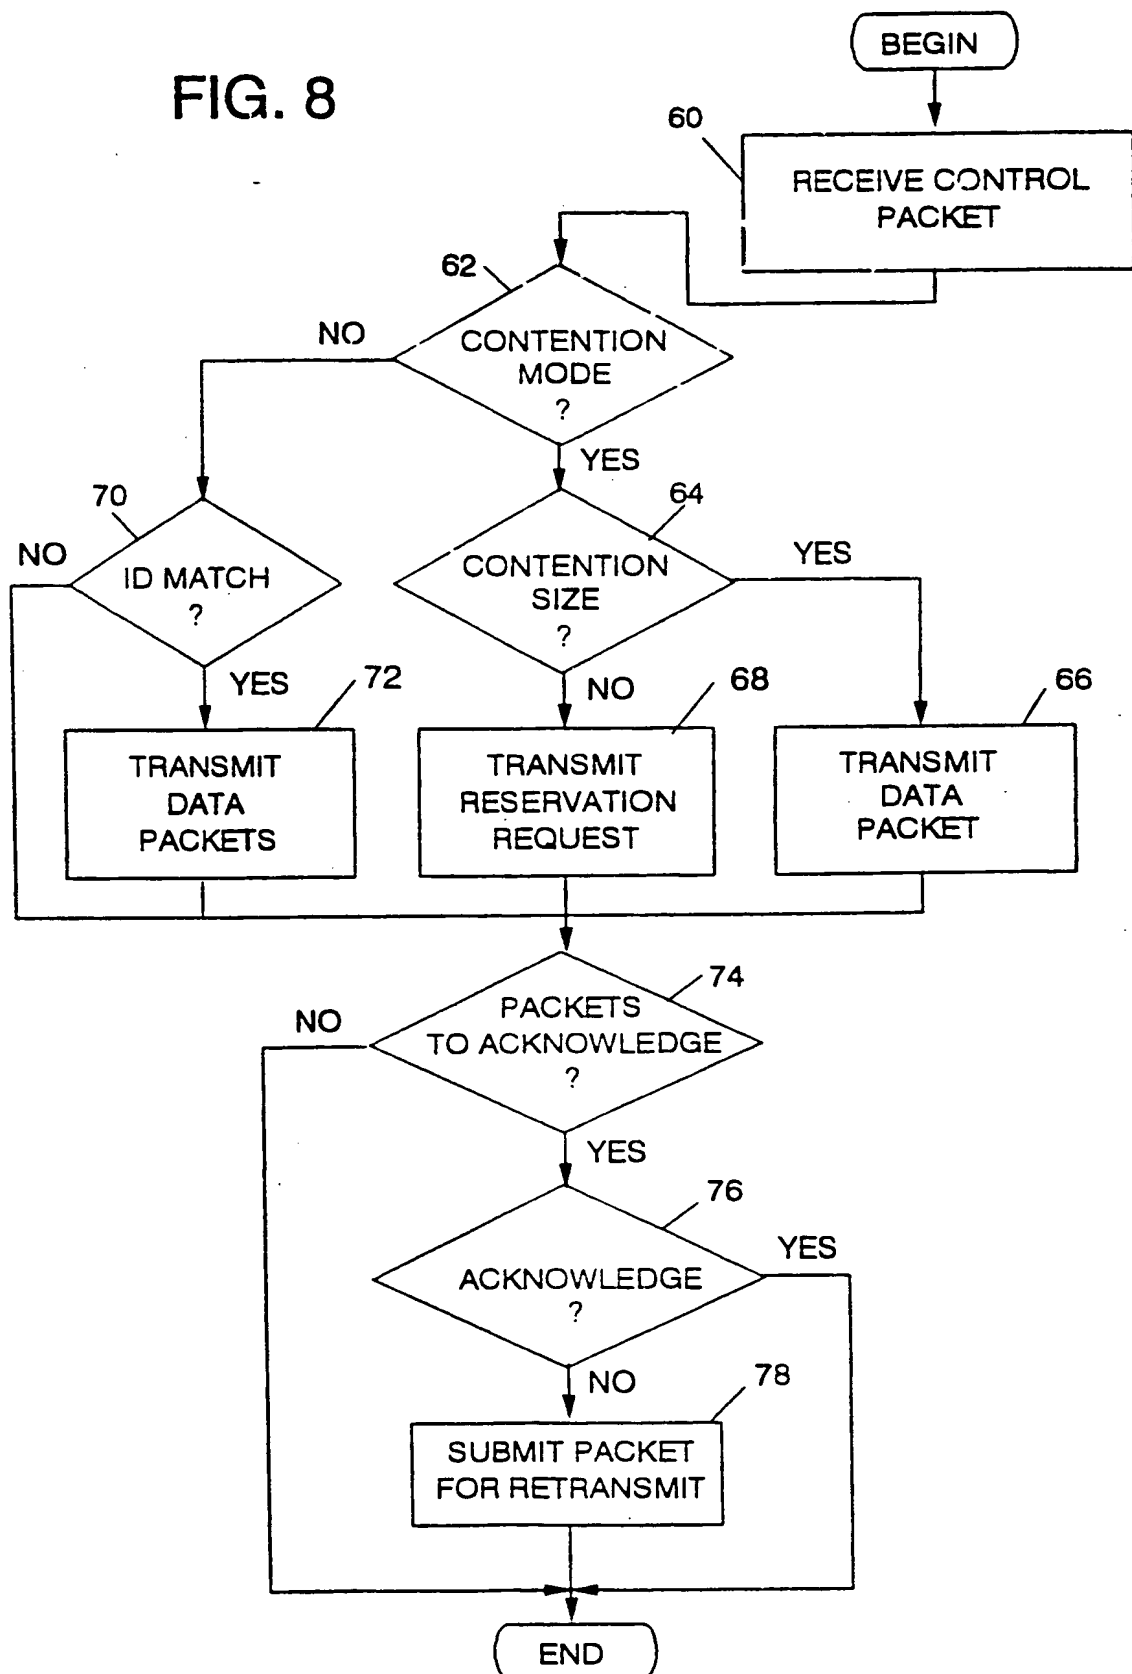 FIG. 8
BEGIN
60
RECEIVE CONTROL
PACKET
62
NO
CONTENTION
MODE
?
YES
70
NO
ID MATCH
?
YES
64
CONTENTION
SIZE
?
YES
NO
72
TRANSMIT
DATA
PACKETS
68
TRANSMIT
RESERVATION
REQUEST
66
TRANSMIT
DATA
PACKET
74
NO
PACKETS
TO ACKNOWLEDGE
?
YES
76
YES
ACKNOWLEDGE
?
NO
78
SUBMIT PACKET
FOR RETRANSMIT
END